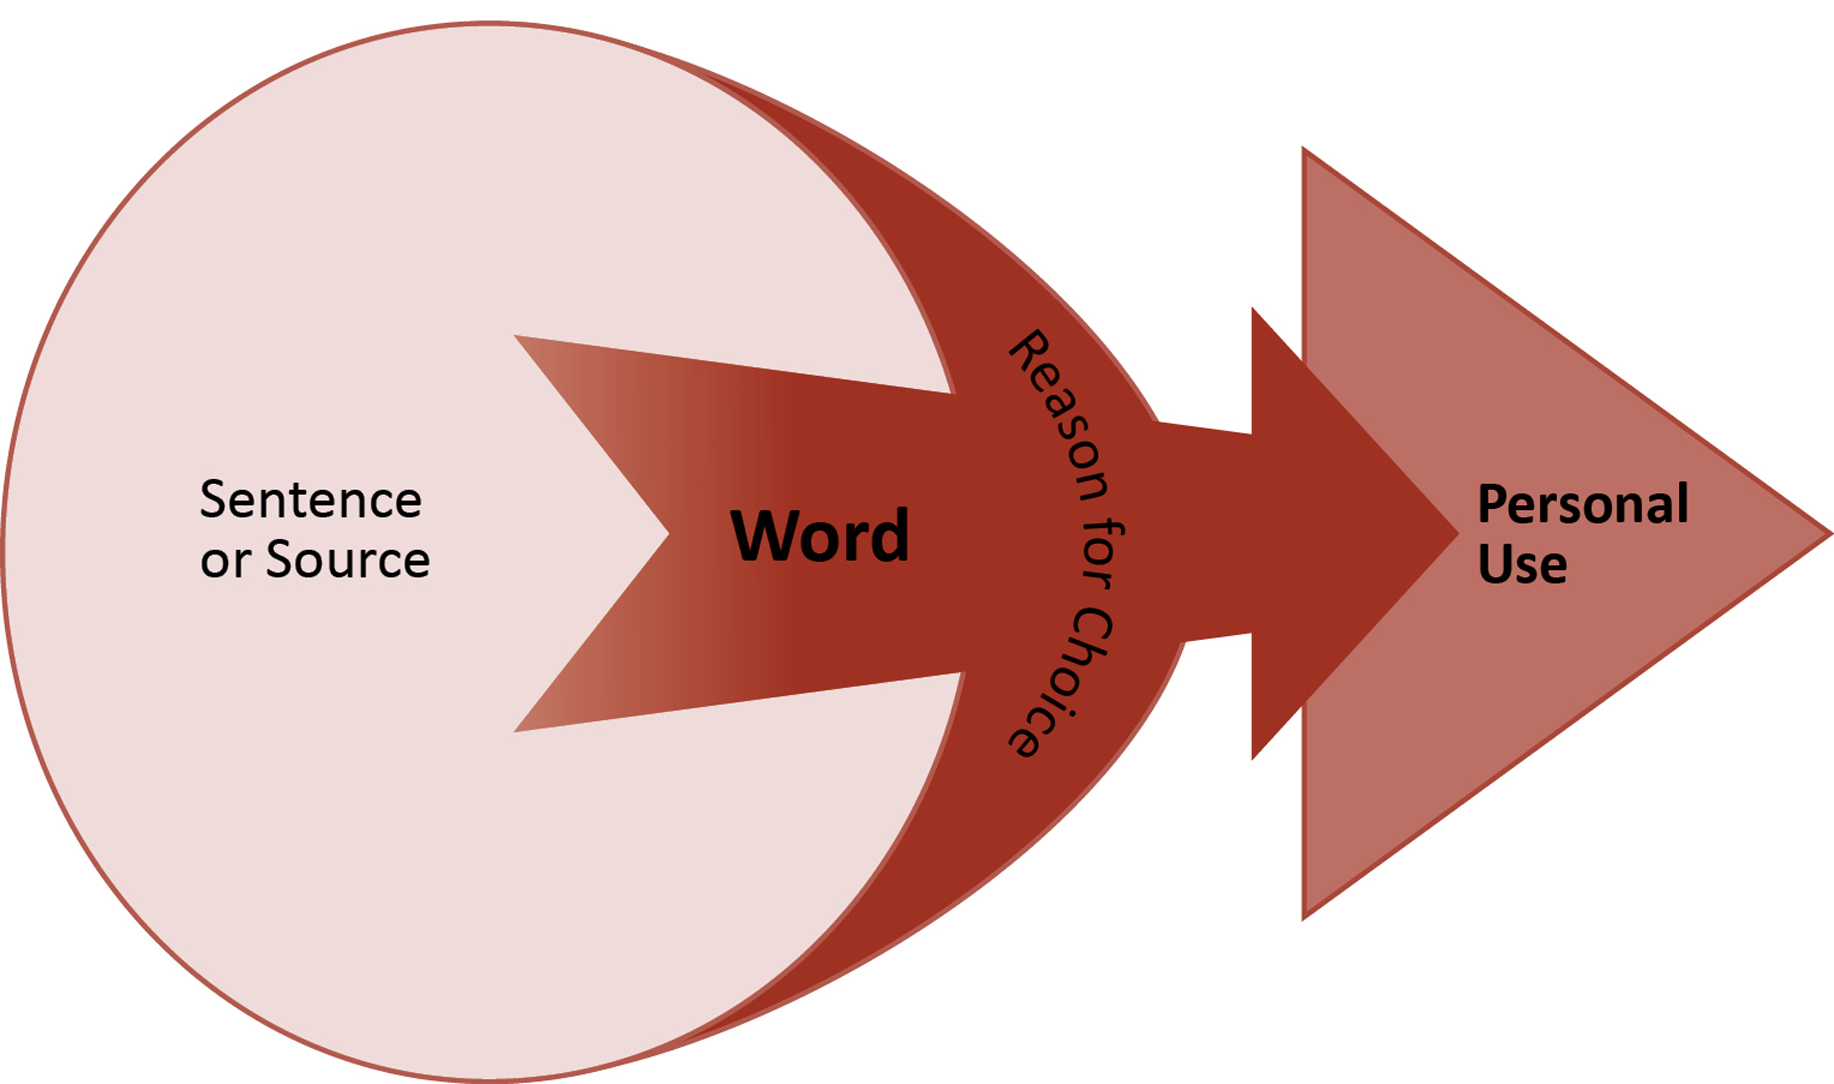 Sentence
or Source
Word
Reason for Choice
Personal
Use